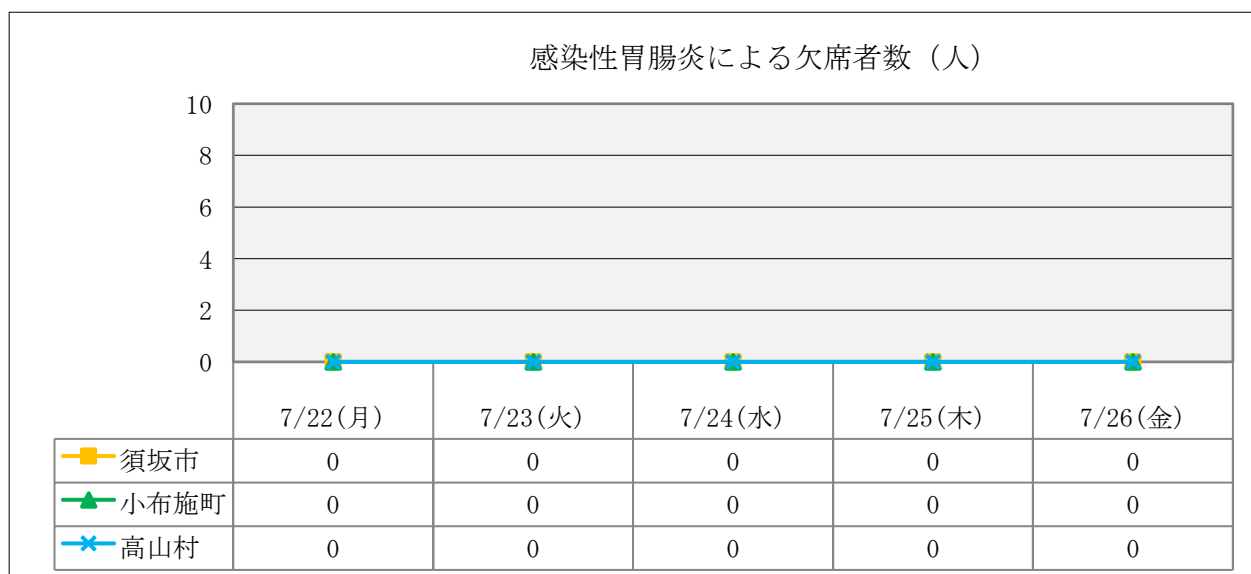 感染性胃腸炎による欠席者数（人）
10
8
6
4
2
0
7/22(月) 7/23(火) 7/24(水) 7/25(木) 7/26(金)
須坂市 0 0 0 0 0
小布施町 0 0 0 0 0
高山村 0 0 0 0 0